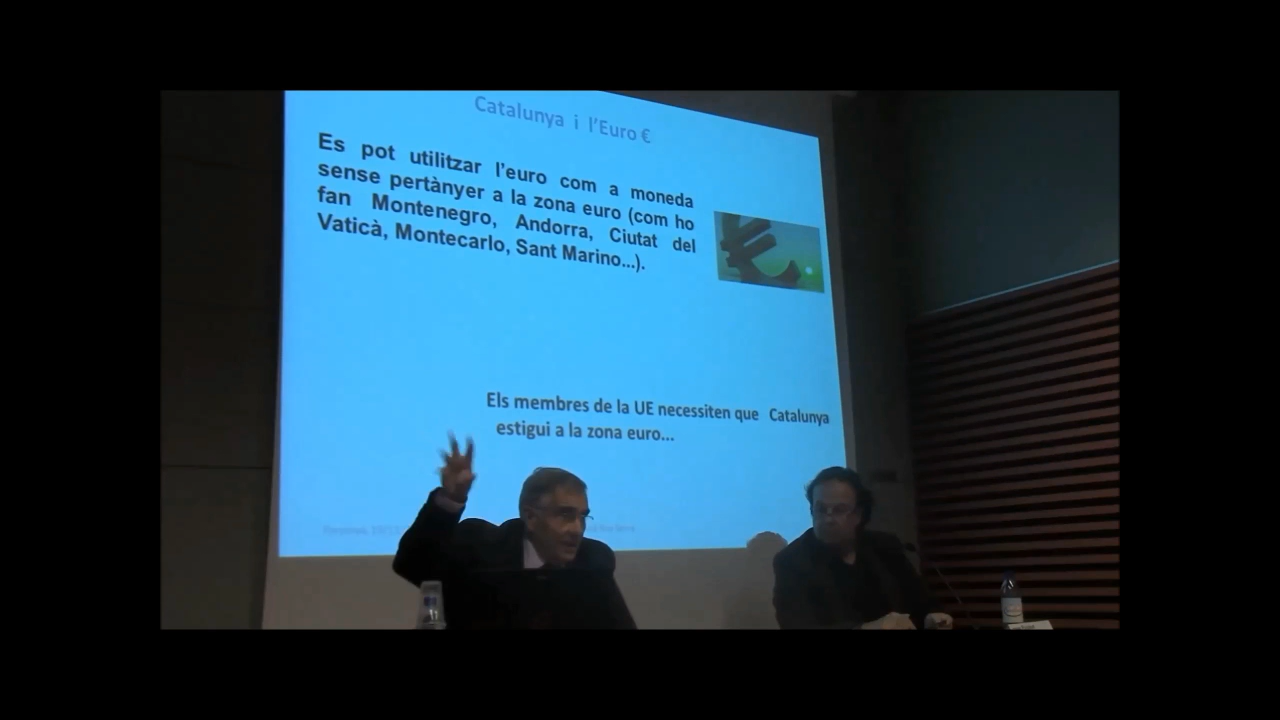 Catalunya i l'Euro €
Es pot utilitzar l'euro com a moneda
sense pertànyer a la zona euro (com ho
fan Montenegro, Andorra, Ciutat del
Vaticà, Montecarlo, Sant Marino...).
Els membres de la UE necessiten que Catalunya
estigui a la zona euro...